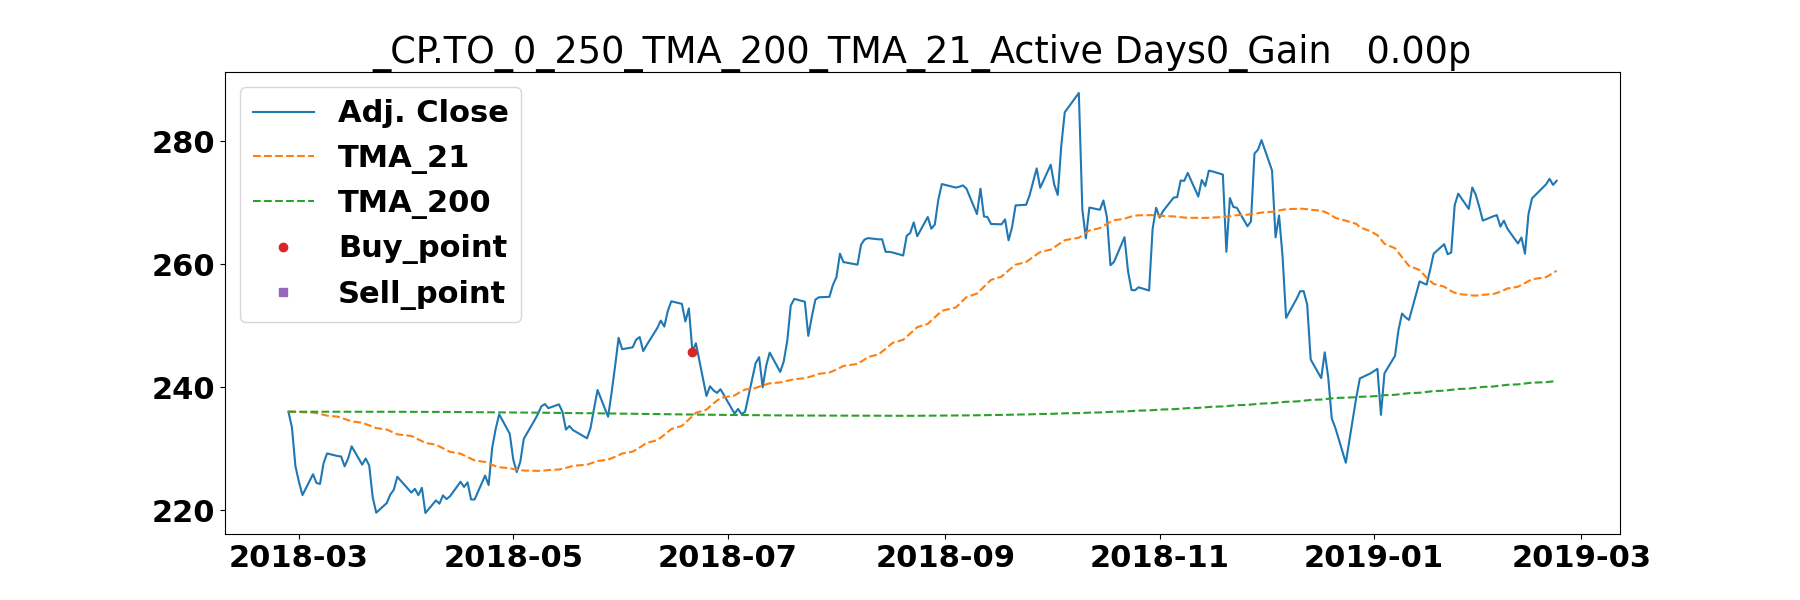 _CP.TO_0_250_TMA_200_TMA_21_Active Days0_Gain   0.00p
Adj. Close
TMA_21
TMA_200
Buy_point
Sell_point
280
260
240
220
2018-03 2018-05 2018-07 2018-09 2018-11 2019-01 2019-03